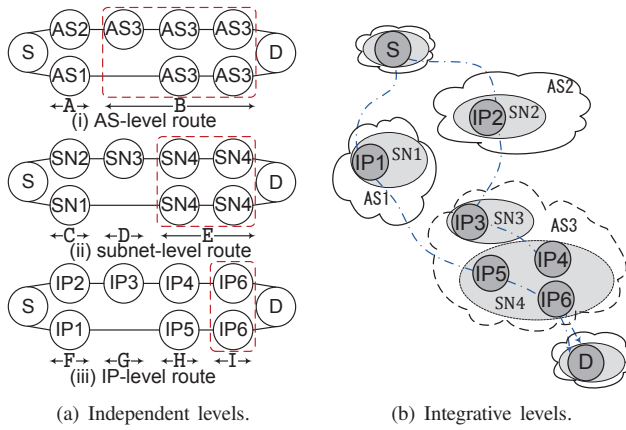 AS2 AS3 AS3 AS3
S D
AS1 AS3 AS3
A B
(i) AS-level route
SN2 SN3 SN4 SN4
S D
SN1 SN4 SN4
C D E
(ii) subnet-level route
IP2 IP3 IP4 IP6
S D
IP1 IP5 IP6
F G H I
(iii) IP-level route
(a) Independent levels.
S
AS2
IP2 SN2
IP1 SN1
AS1
IP3 SN3
AS3
IP4
IP5
IP6
SN4
D
(b) Integrative levels.